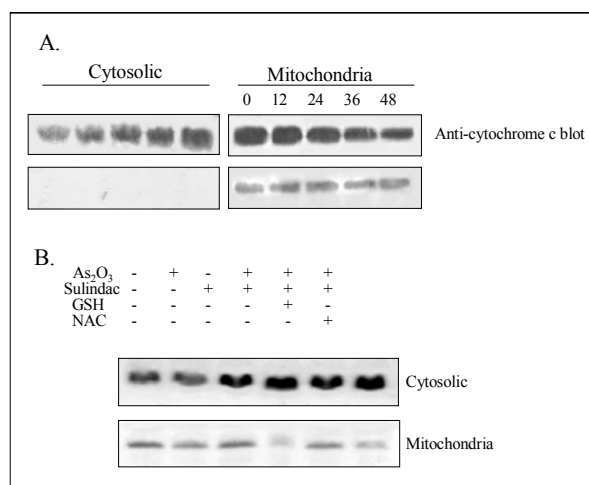 A.
Cytosolic
Mitochondria
0 12 24 36 48
Anti-cytochrome c blot
B.
As₂O₃ - + - + + +
Sulindac - - + + + +
GSH - - - - + -
NAC - - - - - +
Cytosolic
Mitochondria